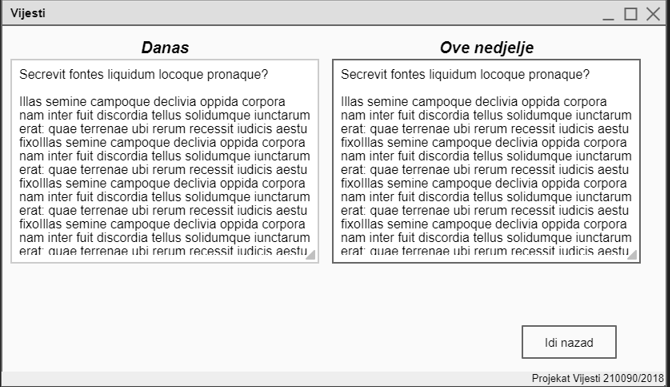 Vijesti
Danas
Secrevit fontes liquidum locoque pronaque?
Illas semine campoque declivia oppida corpora
nam inter fuit discordia tellus solidumque iunctarum
erat: quae terrenae ubi rerum recessit iudicis aestu
fixoIllas semine campoque declivia oppida corpora
nam inter fuit discordia tellus solidumque iunctarum
erat: quae terrenae ubi rerum recessit iudicis aestu
fixoIllas semine campoque declivia oppida corpora
nam inter fuit discordia tellus solidumque iunctarum
erat: quae terrenae ubi rerum recessit iudicis aestu
fixoIllas semine campoque declivia oppida corpora
nam inter fuit discordia tellus solidumque iunctarum
erat: quae terrenae ubi rerum recessit iudicis aestu
Ove nedjelje
Secrevit fontes liquidum locoque pronaque?
Illas semine campoque declivia oppida corpora
nam inter fuit discordia tellus solidumque iunctarum
erat: quae terrenae ubi rerum recessit iudicis aestu
fixoIllas semine campoque declivia oppida corpora
nam inter fuit discordia tellus solidumque iunctarum
erat: quae terrenae ubi rerum recessit iudicis aestu
fixoIllas semine campoque declivia oppida corpora
nam inter fuit discordia tellus solidumque iunctarum
erat: quae terrenae ubi rerum recessit iudicis aestu
fixoIllas semine campoque declivia oppida corpora
nam inter fuit discordia tellus solidumque iunctarum
erat: quae terrenae ubi rerum recessit iudicis aestu
Idi nazad
Projekat Vijesti 210090/2018